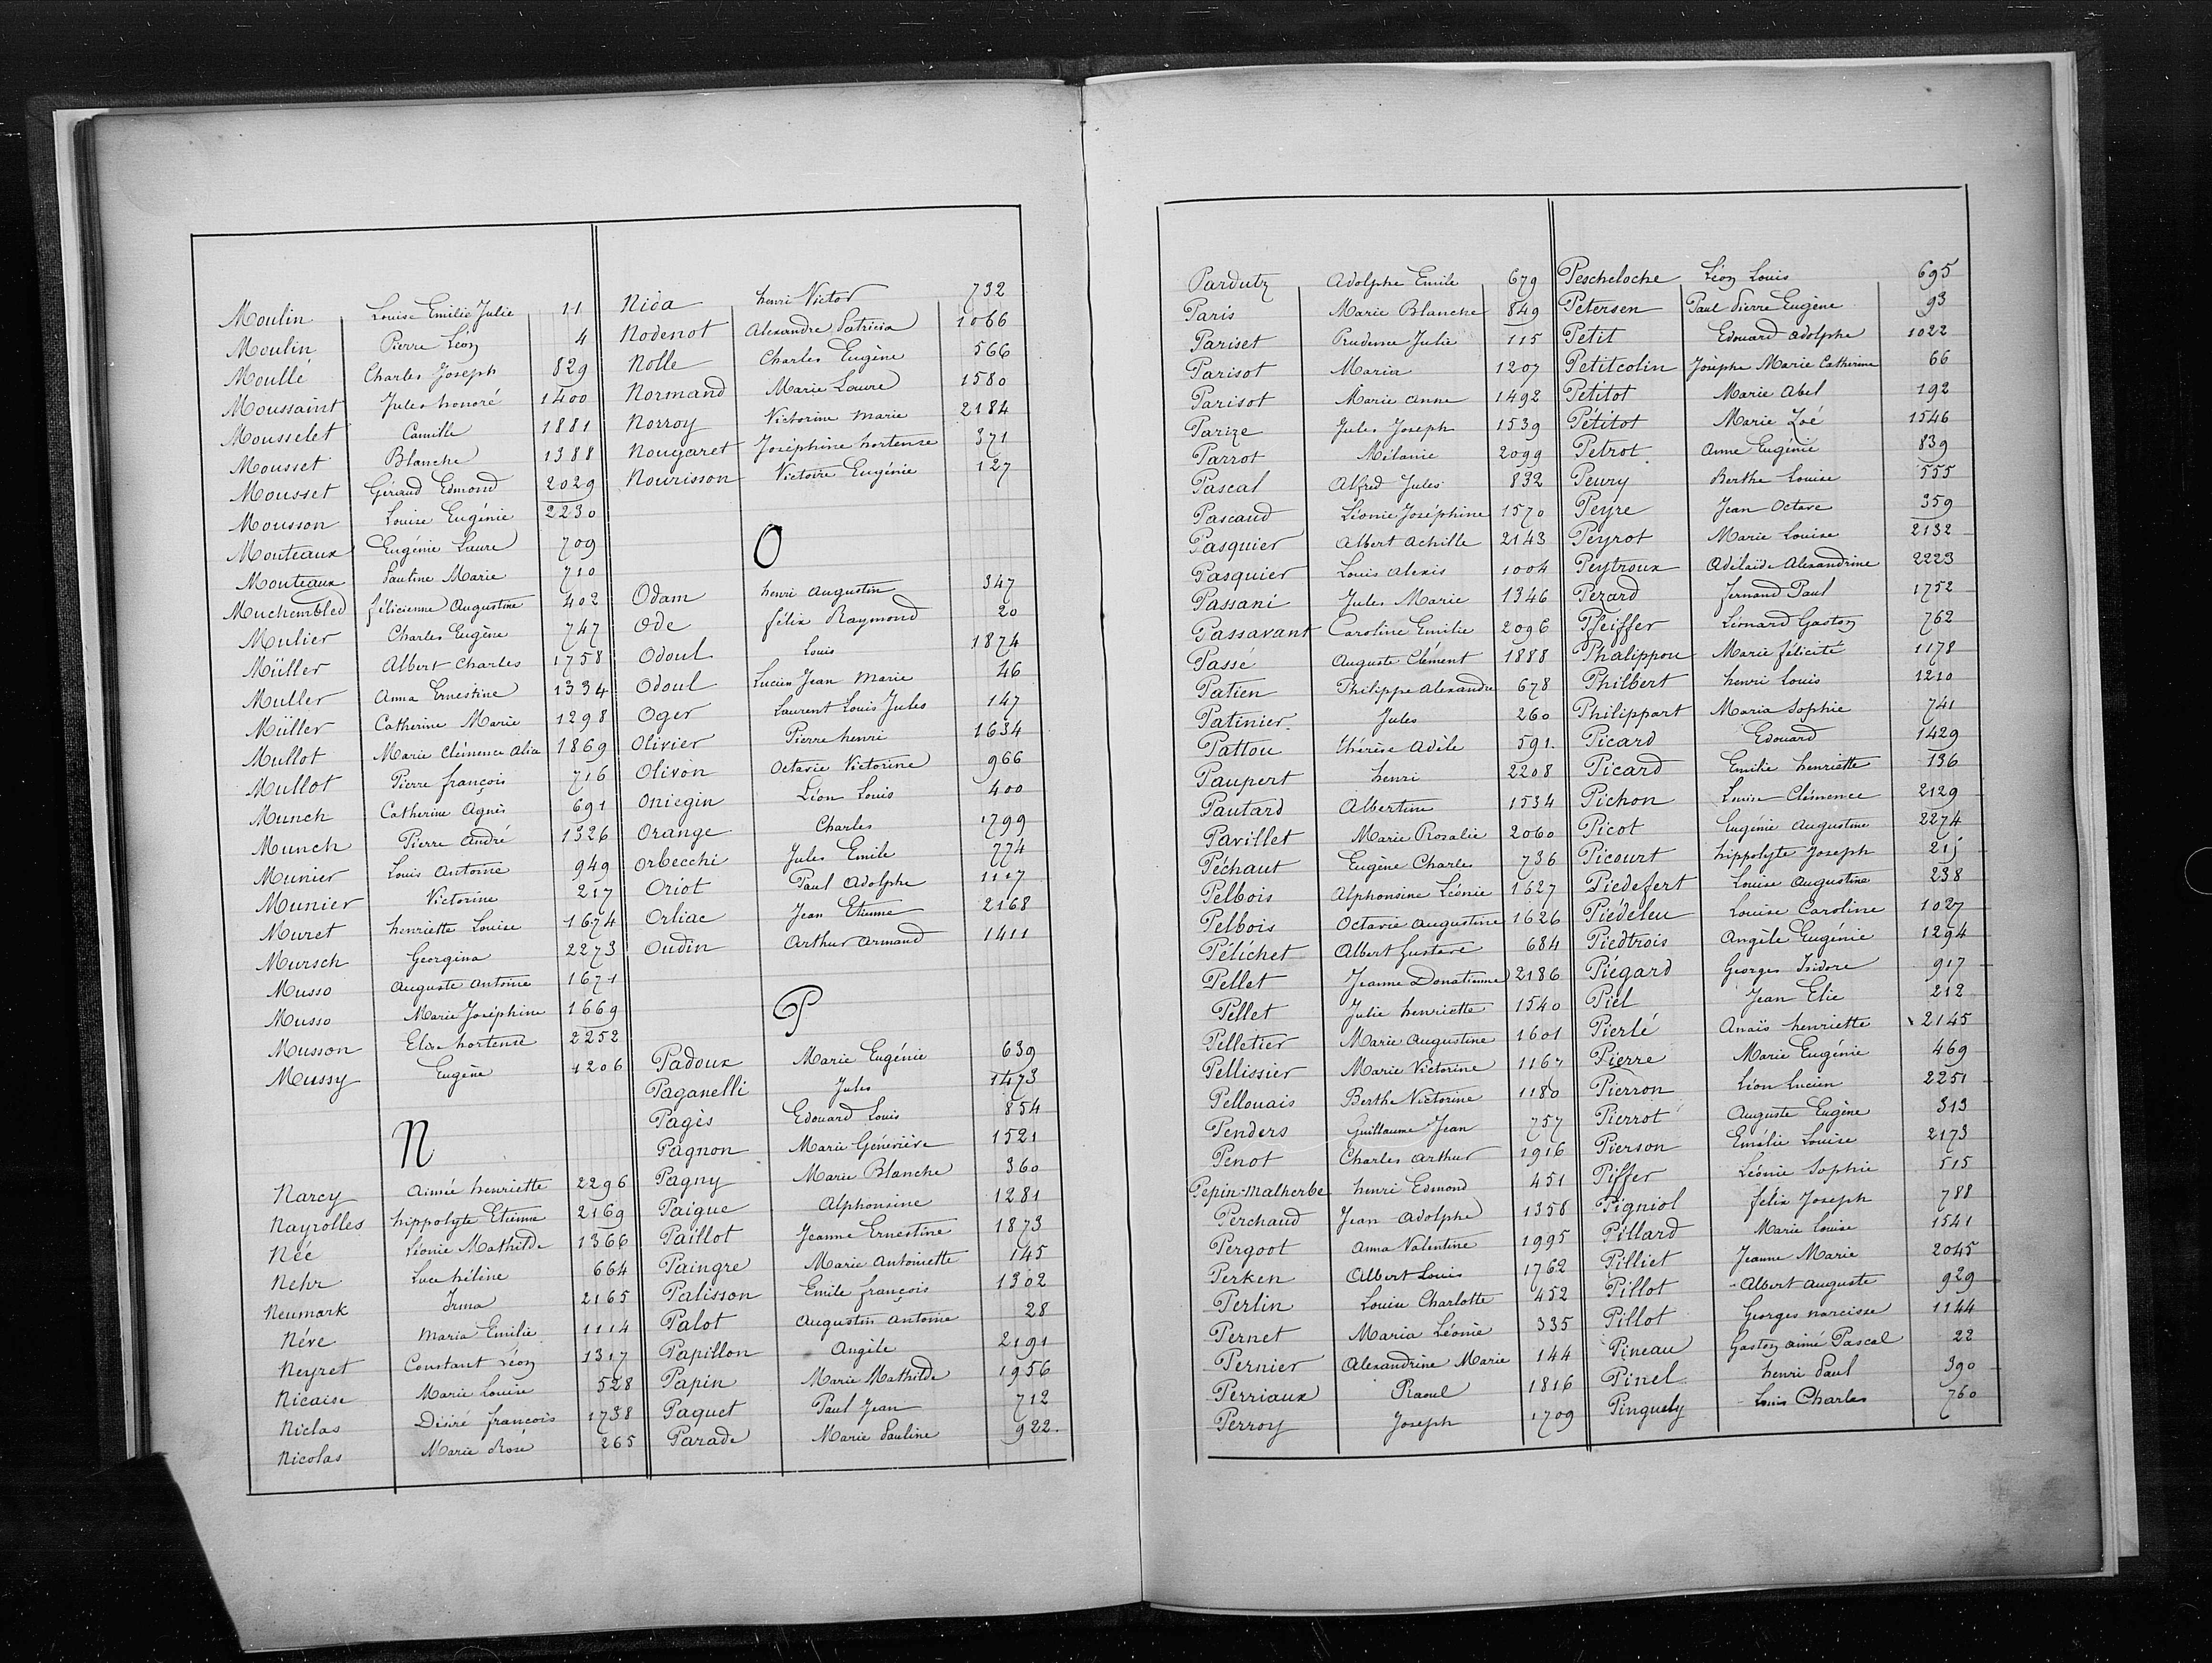 Moulin Louise Emilie Julie 11
Moulin Pierre Léon 4
Moullé Charles Joseph 829
Moussaint Jules honoré 1400
Mousselet Camille 1881
Mousset Blanche 1388
Mousset Géraud Edmond 2029
Mousson Louise Eugénie 2230
Mouteaux Eugénie Laure 709
Mouteaux Pauline Marie 710
Muchembled félicienne Augustine 402
Mulier Charles Eugène 747
Müller Albert Charles 1758
Muller Anna Ernestine 1334
Müller Catherine Marie 1298
Mullot Marie Clémence Alia 1869
Mullot Pierre françois 716
Munch Catherine Agnès 691
Munch Pierre André 1326
Munier Louis Antoine 949
Munier Victorine 217
Muret henriette Louise 1674
Mursch Georgina 2273
Musso Auguste Antoine 1671
Musso Marie Joséphine 1669
Musson Elise hortense 2252
Mussy Eugène 1206
N
Narcy Aimée henriette 2296
Nayrolles hippolyte Etienne 2169
Née Léonie Mathilde 1366
Nehr Luce hélène 664
Neumark Irma 2165
Néve Maria Emilie 1114
Neyret Constant Léon 1317
Nicaise Marie Louise 528
Niclas Désiré françois 1738
Nicolas Marie Rose 265
Nida henri Victor 732
Nodenot Alexandre Patricia 1066
Nolle Charles Eugène 566
Normand Marie Laure 1580
Norroy Victorine Marie 2184
Nougaret Joséphine hortense 371
Nourisson Victoire Eugénie 127
O
Odam henri Augustin 347
Ode félix Raymond 20
Odoul Louis 1874
Odoul Lucien Jean Marie 46
Oger Laurent Louis Jules 147
Olivier Pierre henri 1634
Olivon Octavie Victorine 966
Oniegin Léon Louis 400
Orange Charles 1799
Orbecchi Jules Emile 774
Oriot Paul Adolphe 1117
Orliac Jean Etienne 2168
Oudin Arthur Armand 1411
P
Padoux Marie Eugénie 639
Paganelli Jules 1473
Pagès Edouard Louis 854
Pagnon Marie Géneviève 1521
Pagny Marie Blanche 360
Paigue Alphonsine 1281
Paillot Jeanne Ernestine 1873
Paingre Marie Antoinette 145
Palisson Emile françois 1302
Palot Augustin Antoine 28
Papillon Angèle 2191
Papin Marie Mathilde 1956
Paquet Paul Jean 712
Parade Marie Pauline 922
Pardutz Adolphe Emile 679
Paris Marie Blanche 849
Pariset Prudence Julie 115
Parisot Maria 1207
Parisot Marie Anne 1492
Parize Jules Joseph 1539
Parrot Mélanie 2099
Pascal Alfred Jules 832
Pascaud Léonie Joséphine 1570
Pasquier Albert Achille 2143
Pasquier Louis Alexis 1004
Passani Jules Marie 1346
Passavant Caroline Emilie 2096
Passé Auguste Clément 1888
Patien Philippe Alexandre 678
Patinier Jules 260
Pattou thérèse Adèle 591
Paupert henri 2208
Pautard Albertine 1534
Pavillet Marie Rosalie 2060
Péchaut Eugène Charles 736
Pelbois Alphonsine Léonie 1627
Pelbois Octavie Augustine 1626
Pélichet Albert Gustave 684
Pellet Jeanne Donatienne 2186
Pellet Julie henriette 1540
Pelletier Marie Augustine 1601
Pellissier Marie Victorine 1167
Pellouais Berthe Victorine 1180
Penders Guillaume Jean 757
Penot Charles Arthur 1916
Pepin-Malherbe henri Edmond 451
Perchaud Jean Adolphe 1358
Pergoot Anna Valentine 1995
Perken Albert Louis 1762
Perlin Louise Charlotte 452
Pernet Maria Léonie 335
Pernier Alexandrine Marie 144
Perriaux Raoul 1816
Perroy Joseph 1709
Pescheloche Léon Louis 695
Petersen Paul Pierre Eugène 93
Petit Edouard Adolphe 1022
Petitcolin Josèphe Marie Catherine 66
Petitot Marie Abel 192
Pétitot Marie Zoé 1546
Petrot Anne Eugénie 839
Peury Berthe Louise 555
Peyre Jean Octave 359
Peyrot Marie Louise 2132
Peytroux Adélaïde Alexandrine 2223
Pezard fernand Paul 1752
Pfeiffer Léonard Gaston 762
Phalippou Marie félicité 1178
Philbert henri Louis 1210
Philippart Maria Sophie 741
Picard Edouard 1429
Picard Emilie henriette 136
Pichon Louise Clémence 2129
Picot Eugénie Augustine 2274
Picourt hippolyte Joseph 215
Piedefert Louise Augustine 238
Piédeleu Louise Caroline 1027
Piedtrois Angèle Eugénie 1294
Piégard Georges Isidore 917
Piel Jean Elie 212
Pierlé Anaïs henriette 2145
Pierre Marie Eugénie 469
Pierron Léon Lucien 2251
Pierrot Auguste Eugène 313
Pierson Emélie Louise 2173
Piffer Léonie Sophie 515
Pigniol felix Joseph 788
Pillard Marie Louise 1541
Pilliet Jeanne Marie 2045
Pillot Albert Auguste 929
Pillot Georges narcisse 1144
Pineau Gaston aimé Pascal 22
Pinel henri Paul 390
Pinguely Louis Charles 760